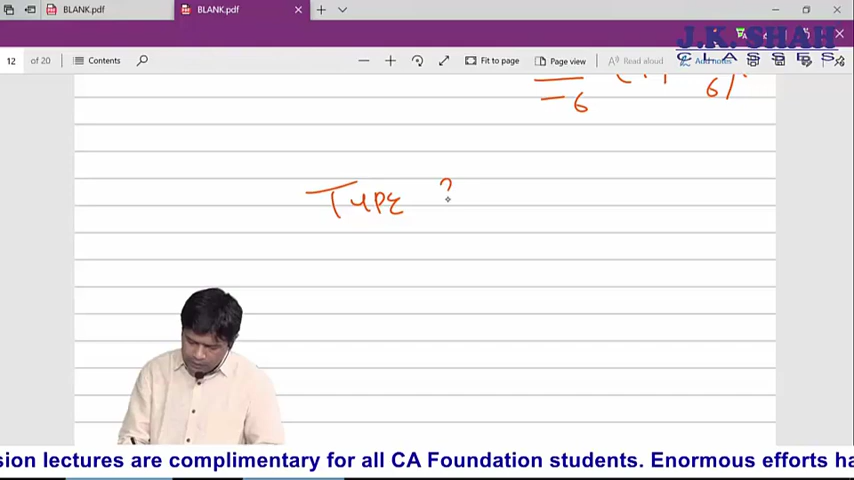 BLANK.pdf
BLANK.pdf
J.K. SHAH
CLASSES
12 of 20
Contents
Fit to page
Page view
Read aloud
Add notes
6
6
TYPE ?
sion lectures are complimentary for all CA Foundation students. Enormous efforts ha